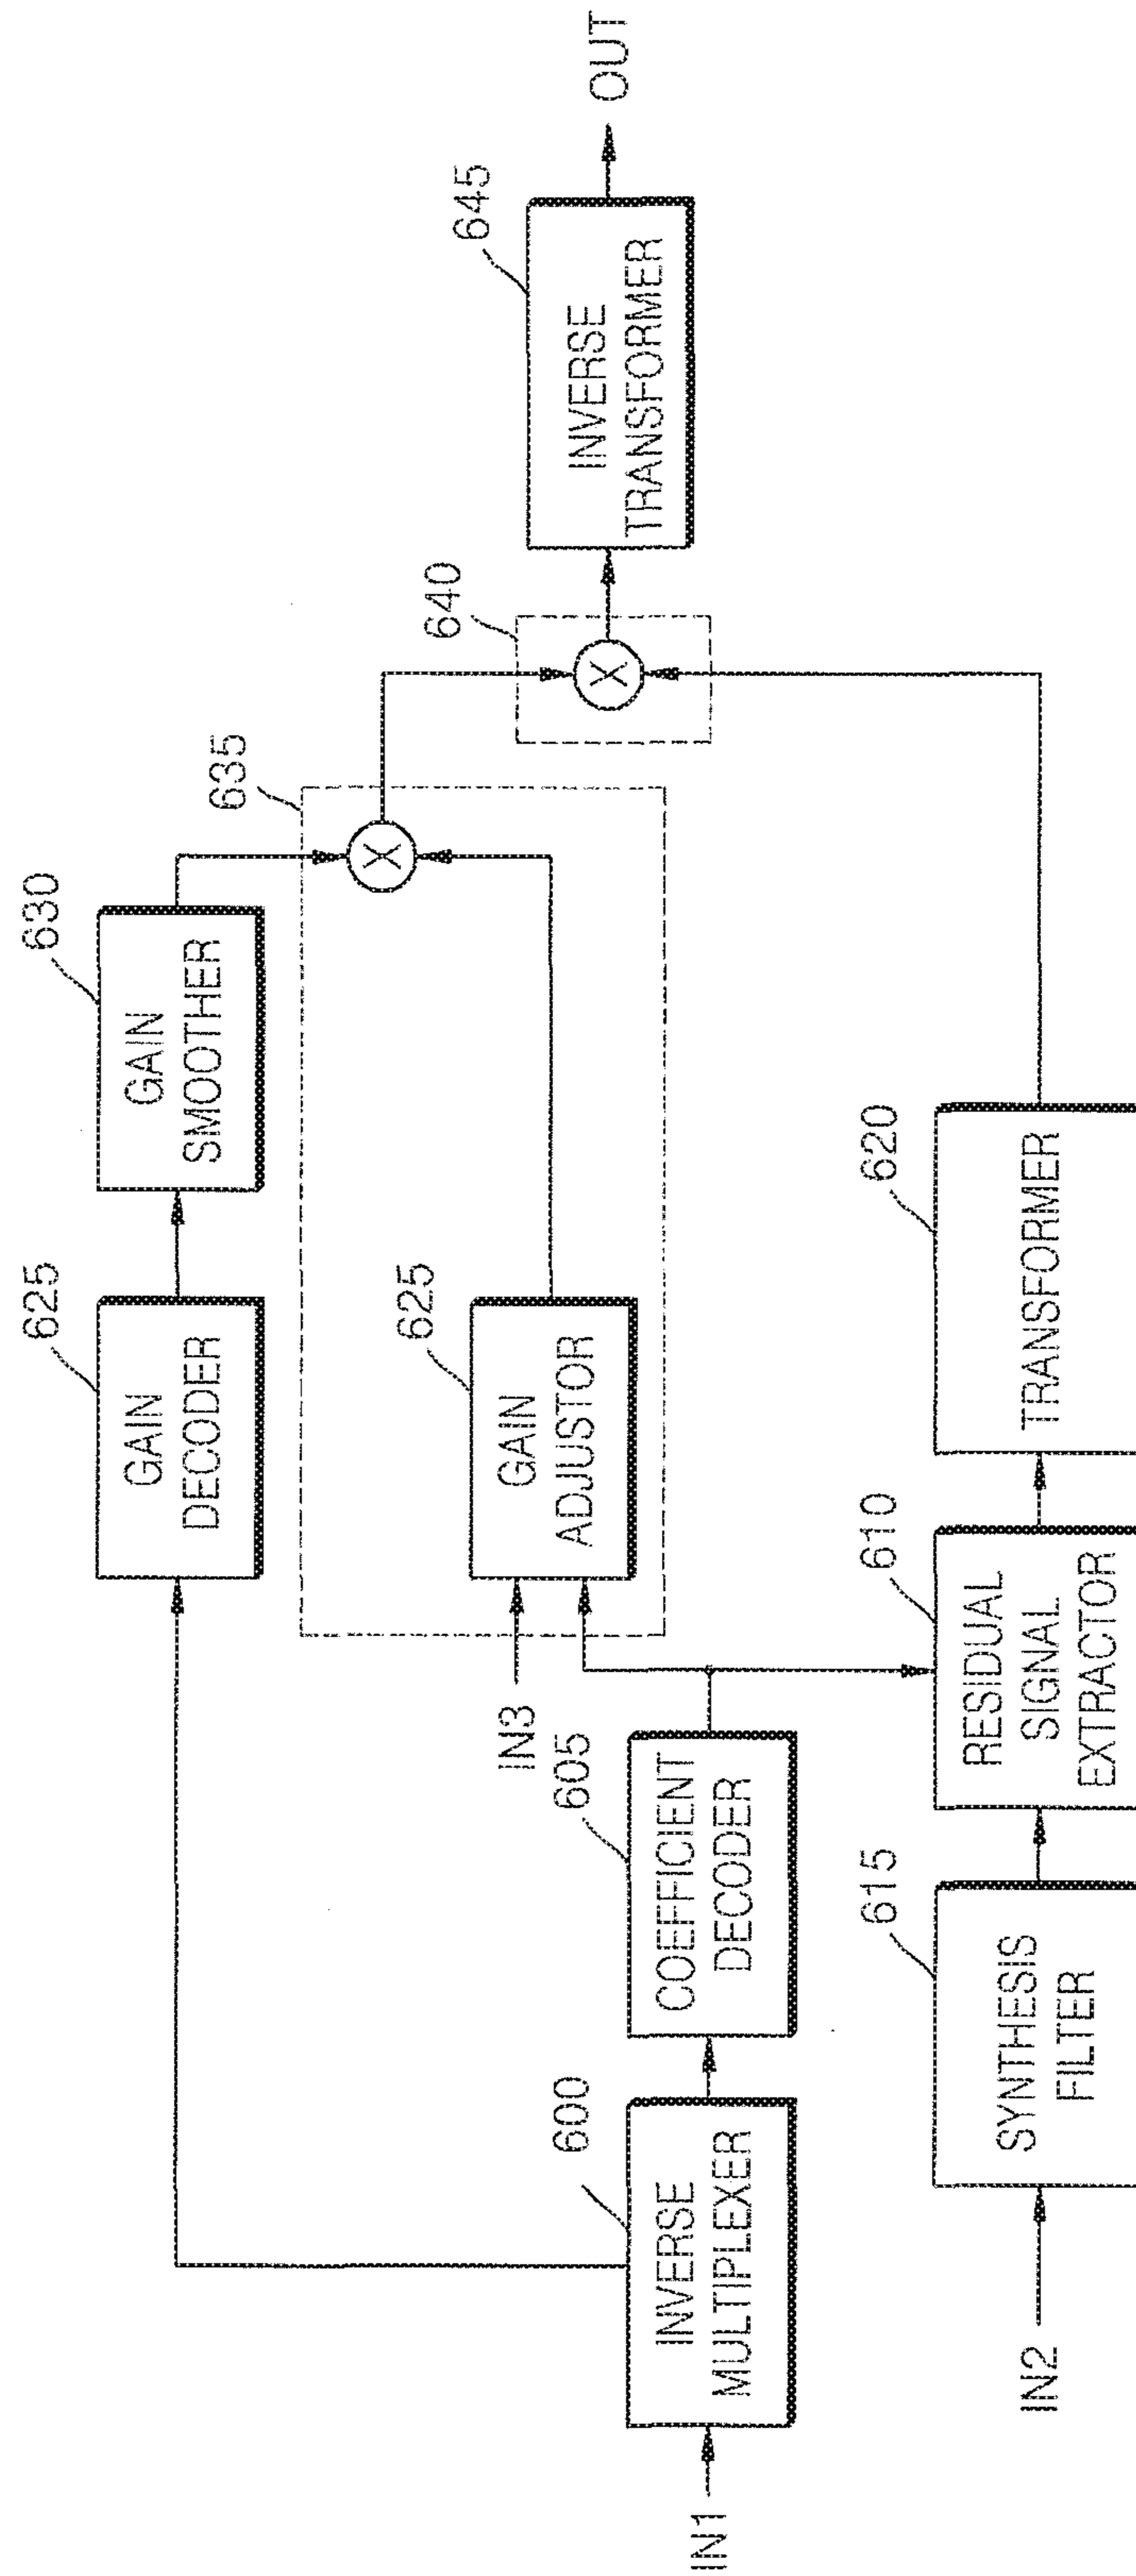 625
GAIN
DECODER
630
GAIN
SMOOTHER
635
X
625
GAIN
ADJUSTOR
IN3
640
X
645
INVERSE
TRANSFORMER
OUT
IN1
600
INVERSE
MULTIPLEXER
605
COEFFICIENT
DECODER
IN2
615
SYNTHESIS
FILTER
610
RESIDUAL
SIGNAL
EXTRACTOR
620
TRANSFORMER